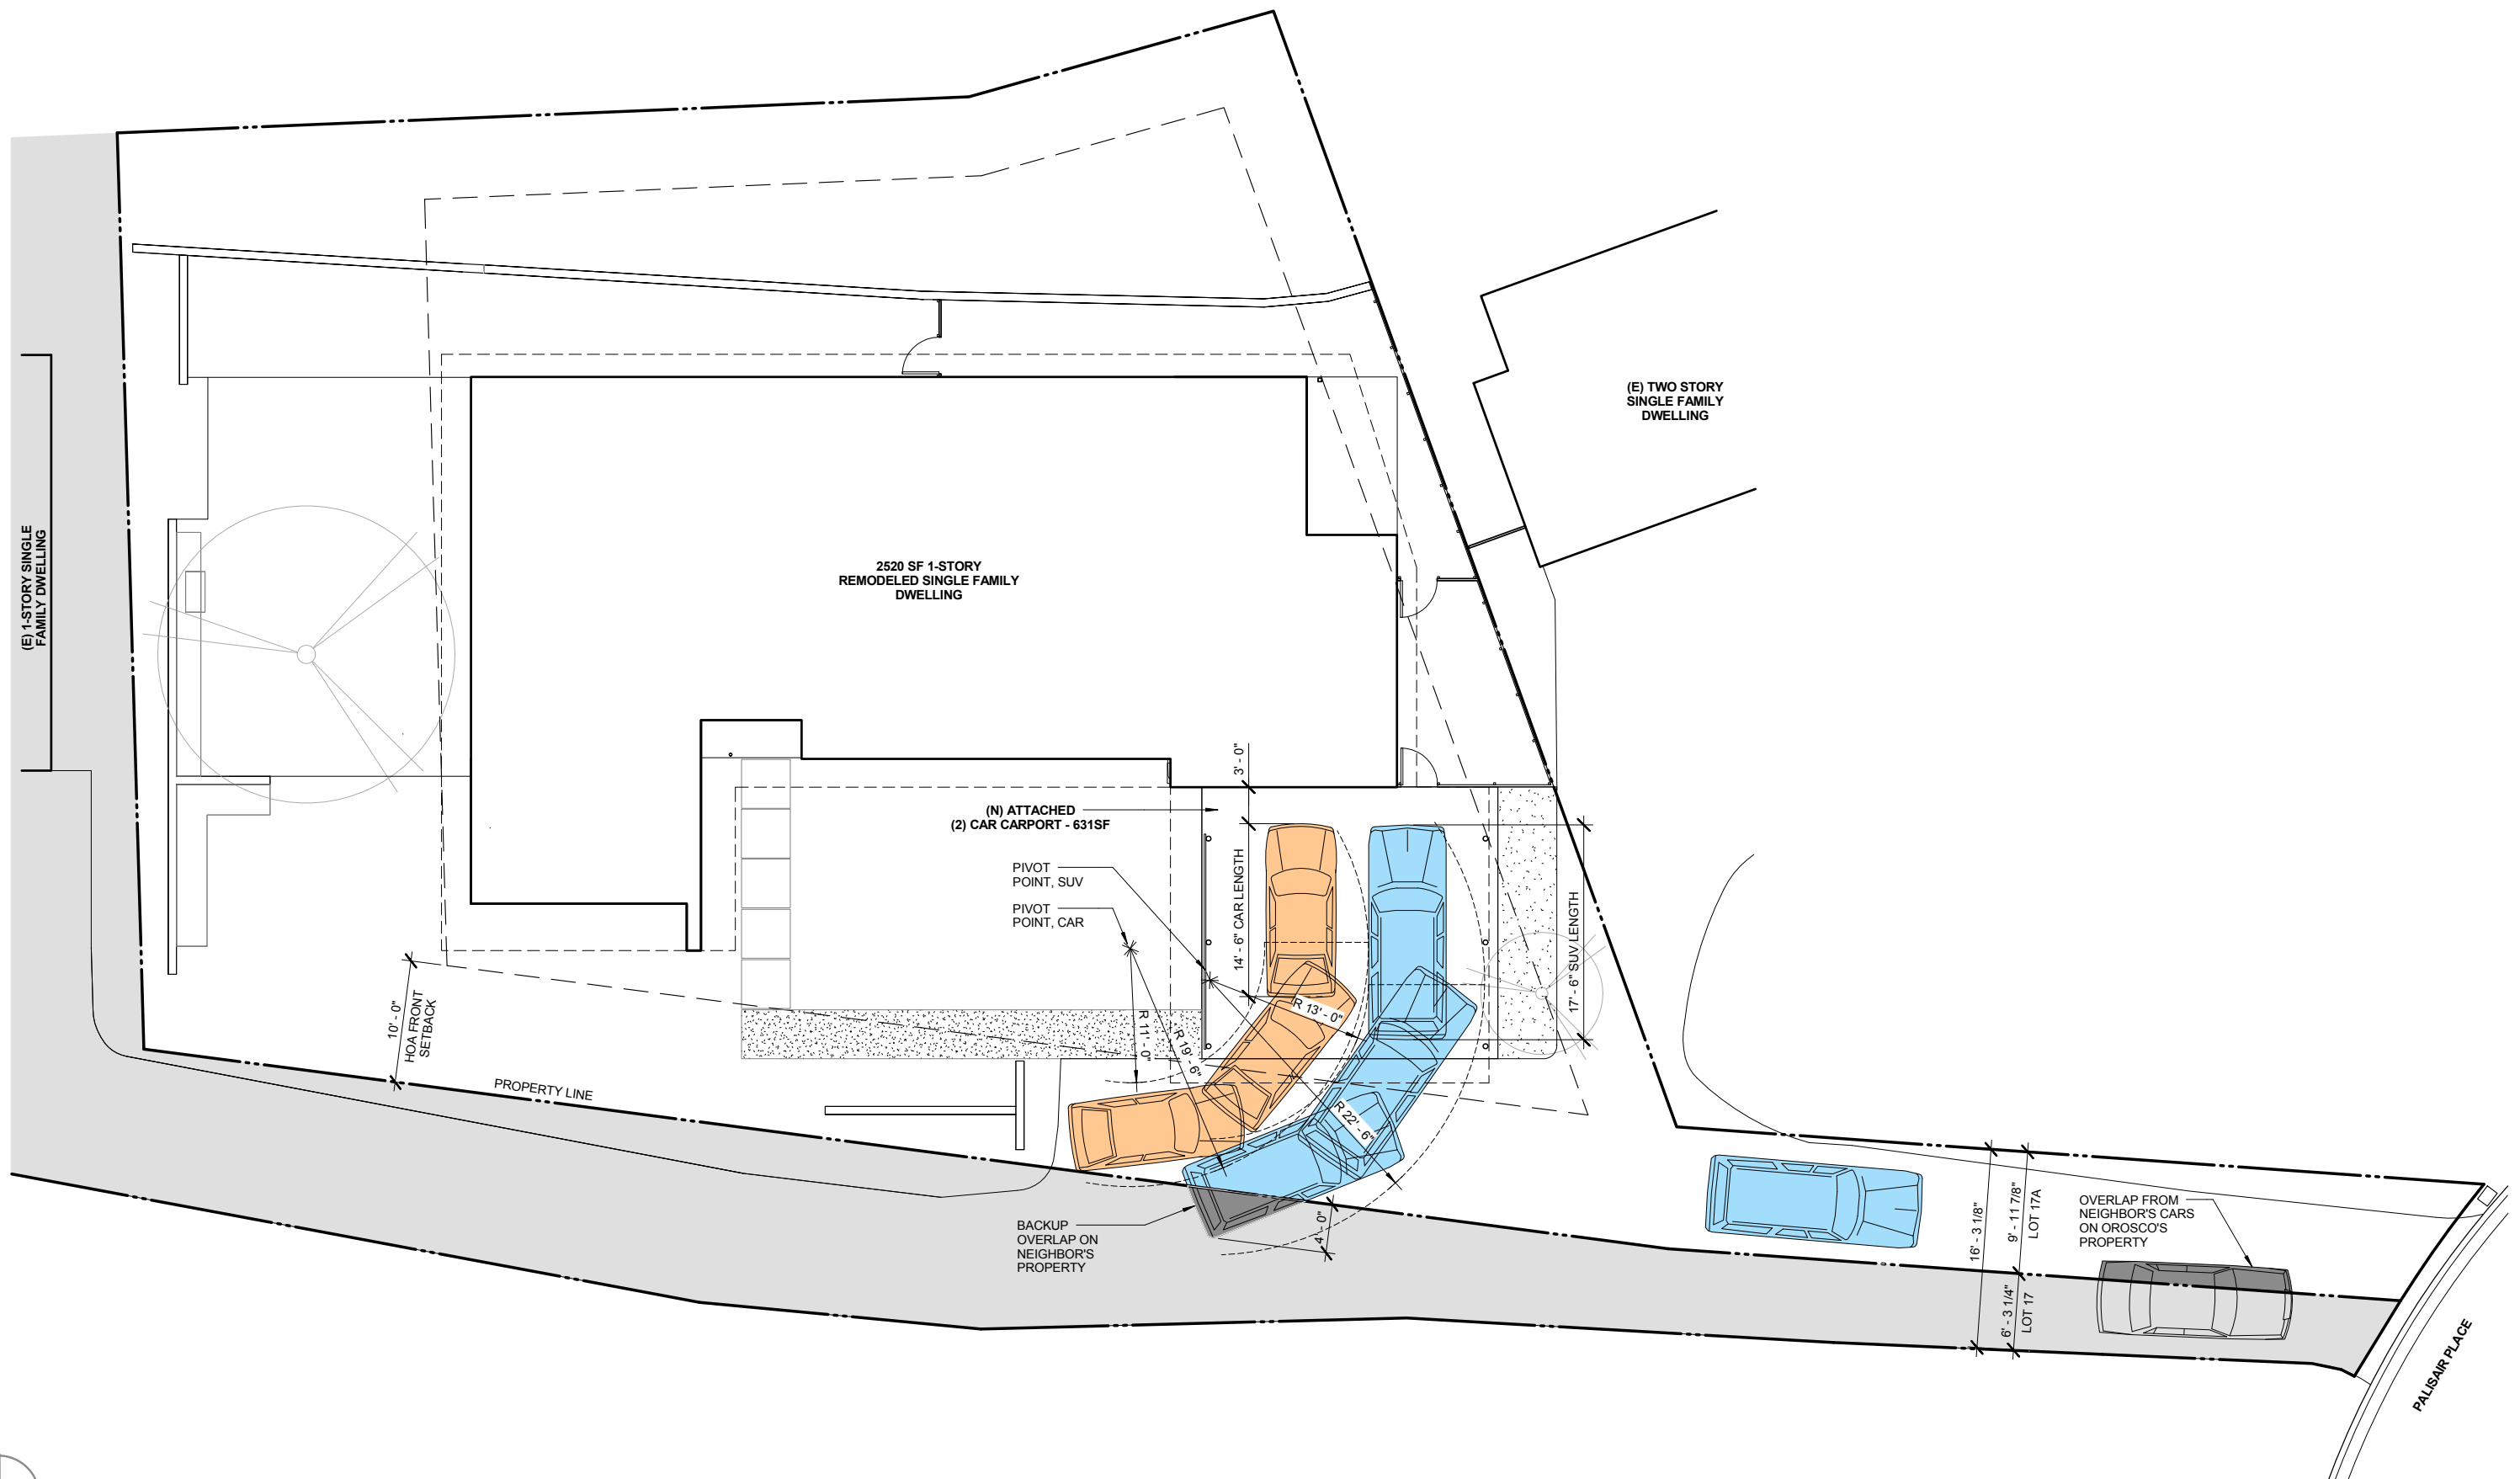 (E) TWO STORY
SINGLE FAMILY
DWELLING
(E) 1-STORY SINGLE
FAMILY DWELLING
2520 SF 1-STORY
REMODELED SINGLE FAMILY
DWELLING
3' - 0"
(N) ATTACHED
(2) CAR CARPORT - 631SF
PIVOT
POINT, SUV
PIVOT
POINT, CAR
14' - 6" CAR LENGTH
17' - 6" SUV LENGTH
10' - 0"
HOA FRONT
SETBACK
R 13' - 0"
R 11' - 0"
R 19' - 6"
R 22' - 6"
PROPERTY LINE
BACKUP
OVERLAP ON
NEIGHBOR'S
PROPERTY
4' - 0"
16' - 3 1/8"
9' - 11 7/8"
LOT 17A
6' - 3 1/4"
LOT 17
OVERLAP FROM
NEIGHBOR'S CARS
ON OROSCO'S
PROPERTY
PALISAIR PLACE